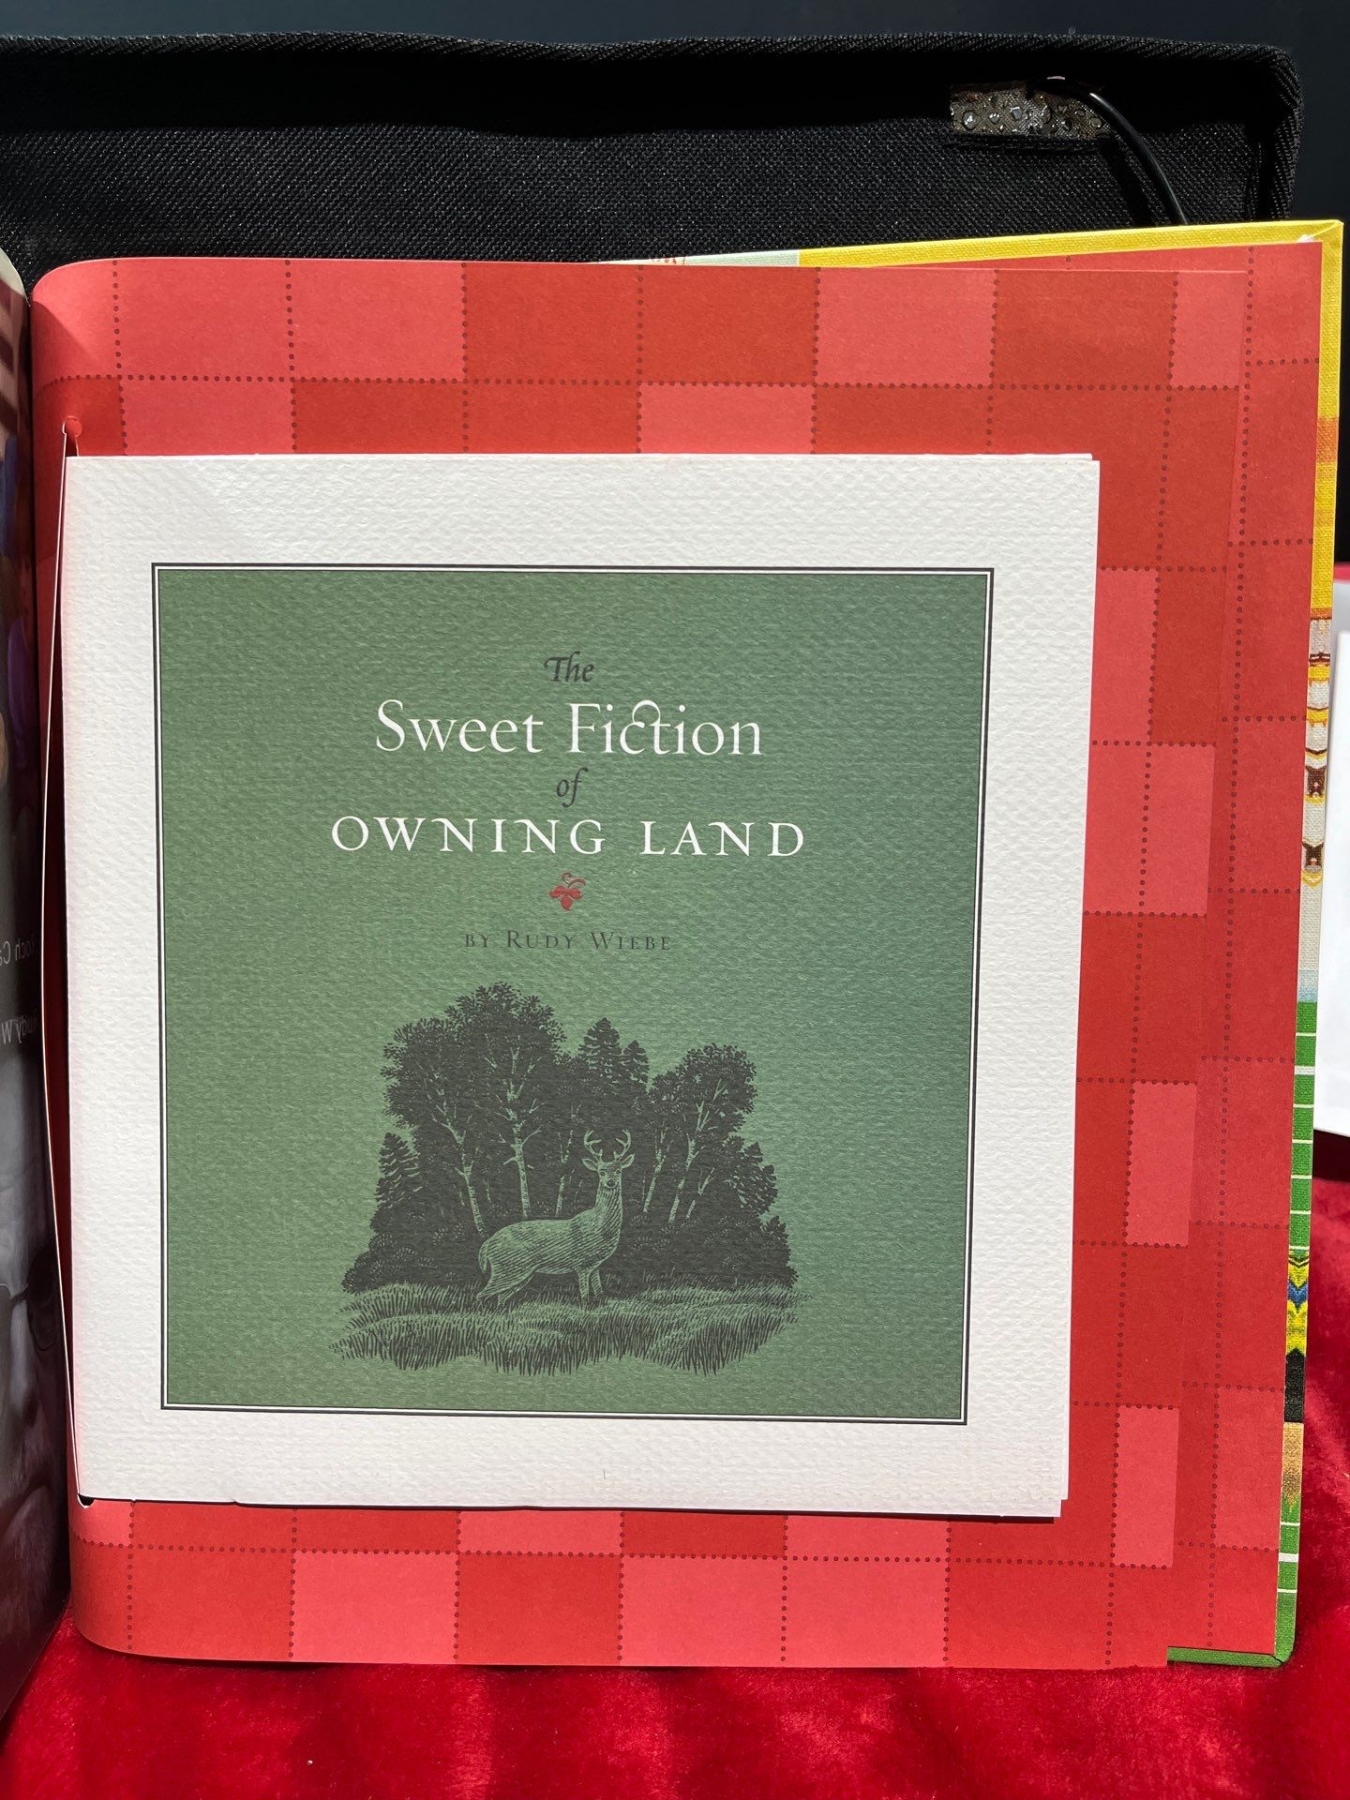 The
Sweet Fiction
of
OWNING LAND
BY RUDY WIEBE